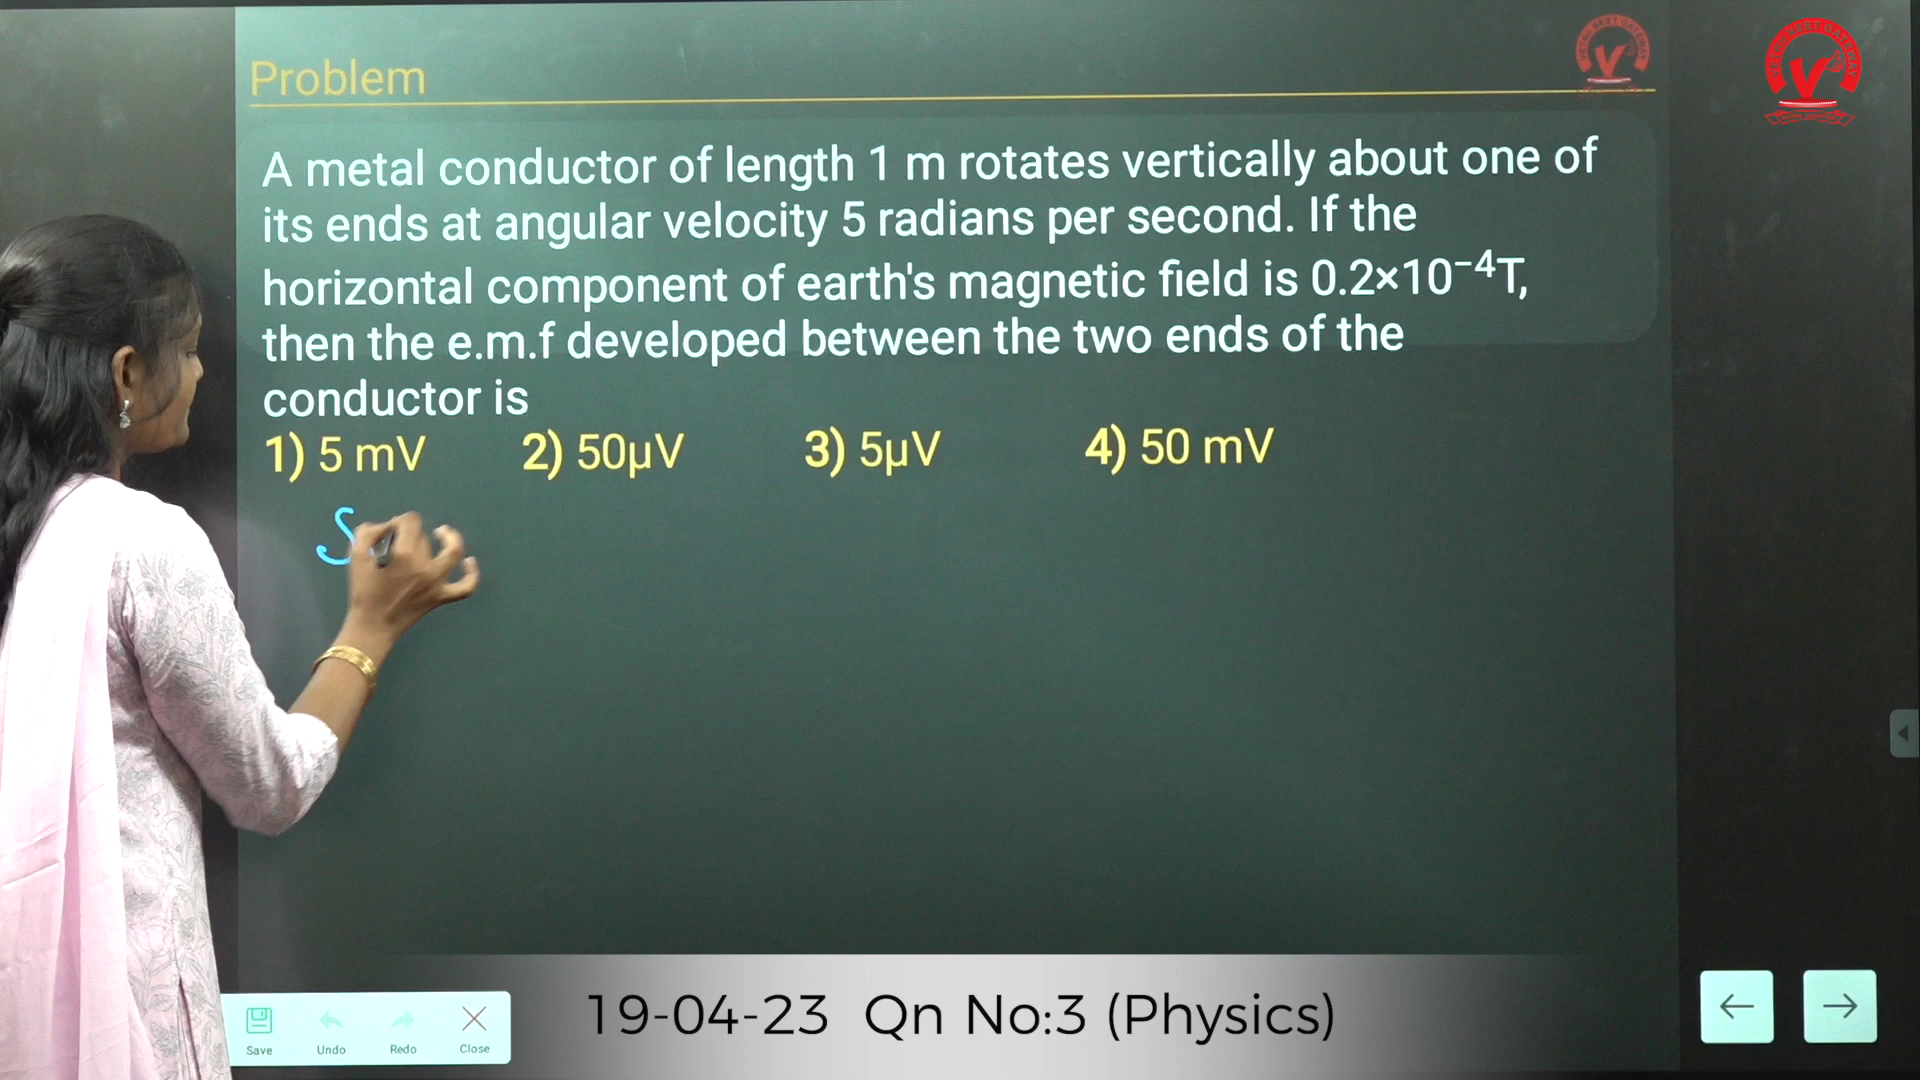 Problem
A metal conductor of length 1 m rotates vertically about one of
its ends at angular velocity 5 radians per second. If the
horizontal component of earth's magnetic field is 0.2×10⁻⁴T,
then the e.m.f developed between the two ends of the
conductor is
1) 5 mV 2) 50µV 3) 5µV 4) 50 mV
S
Save Undo Redo Close
19-04-23 Qn No:3 (Physics)